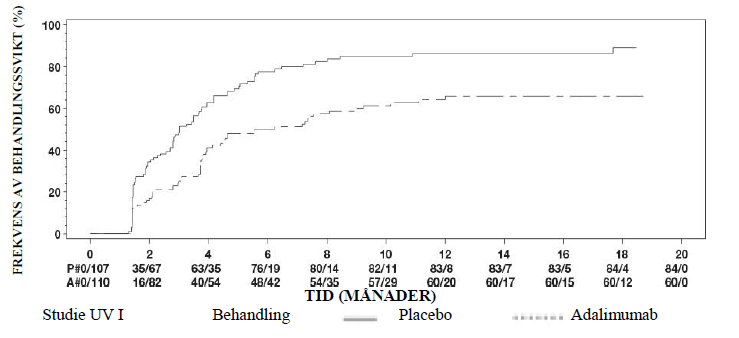 FREKVENS AV BEHANDLINGSSVIKT (%)
100
80
60
40
20
0
0 2 4 6 8 10 12 14 16 18 20
P#0/107 35/67 63/35 76/19 80/14 82/11 83/8 83/7 83/5 84/4 84/0
A#0/110 16/82 40/54 48/42 54/35 57/29 60/20 60/17 60/15 60/12 60/0
TID (MÅNADER)
Studie UV I Behandling Placebo Adalimumab